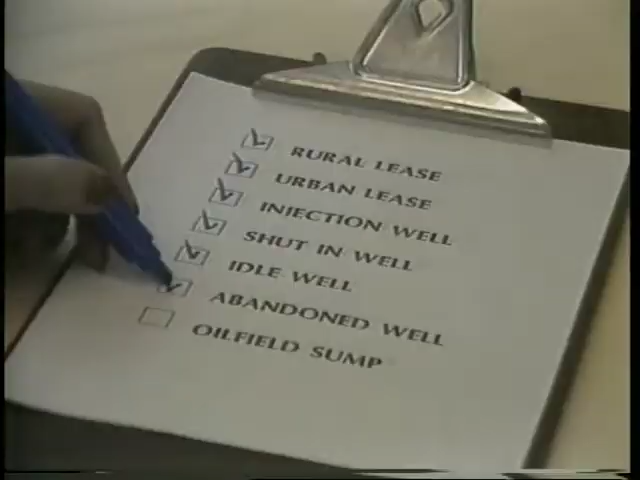 RURAL LEASE
URBAN LEASE
INJECTION WELL
SHUT IN WELL
IDLE WELL
ABANDONED WELL
OILFIELD SUMP